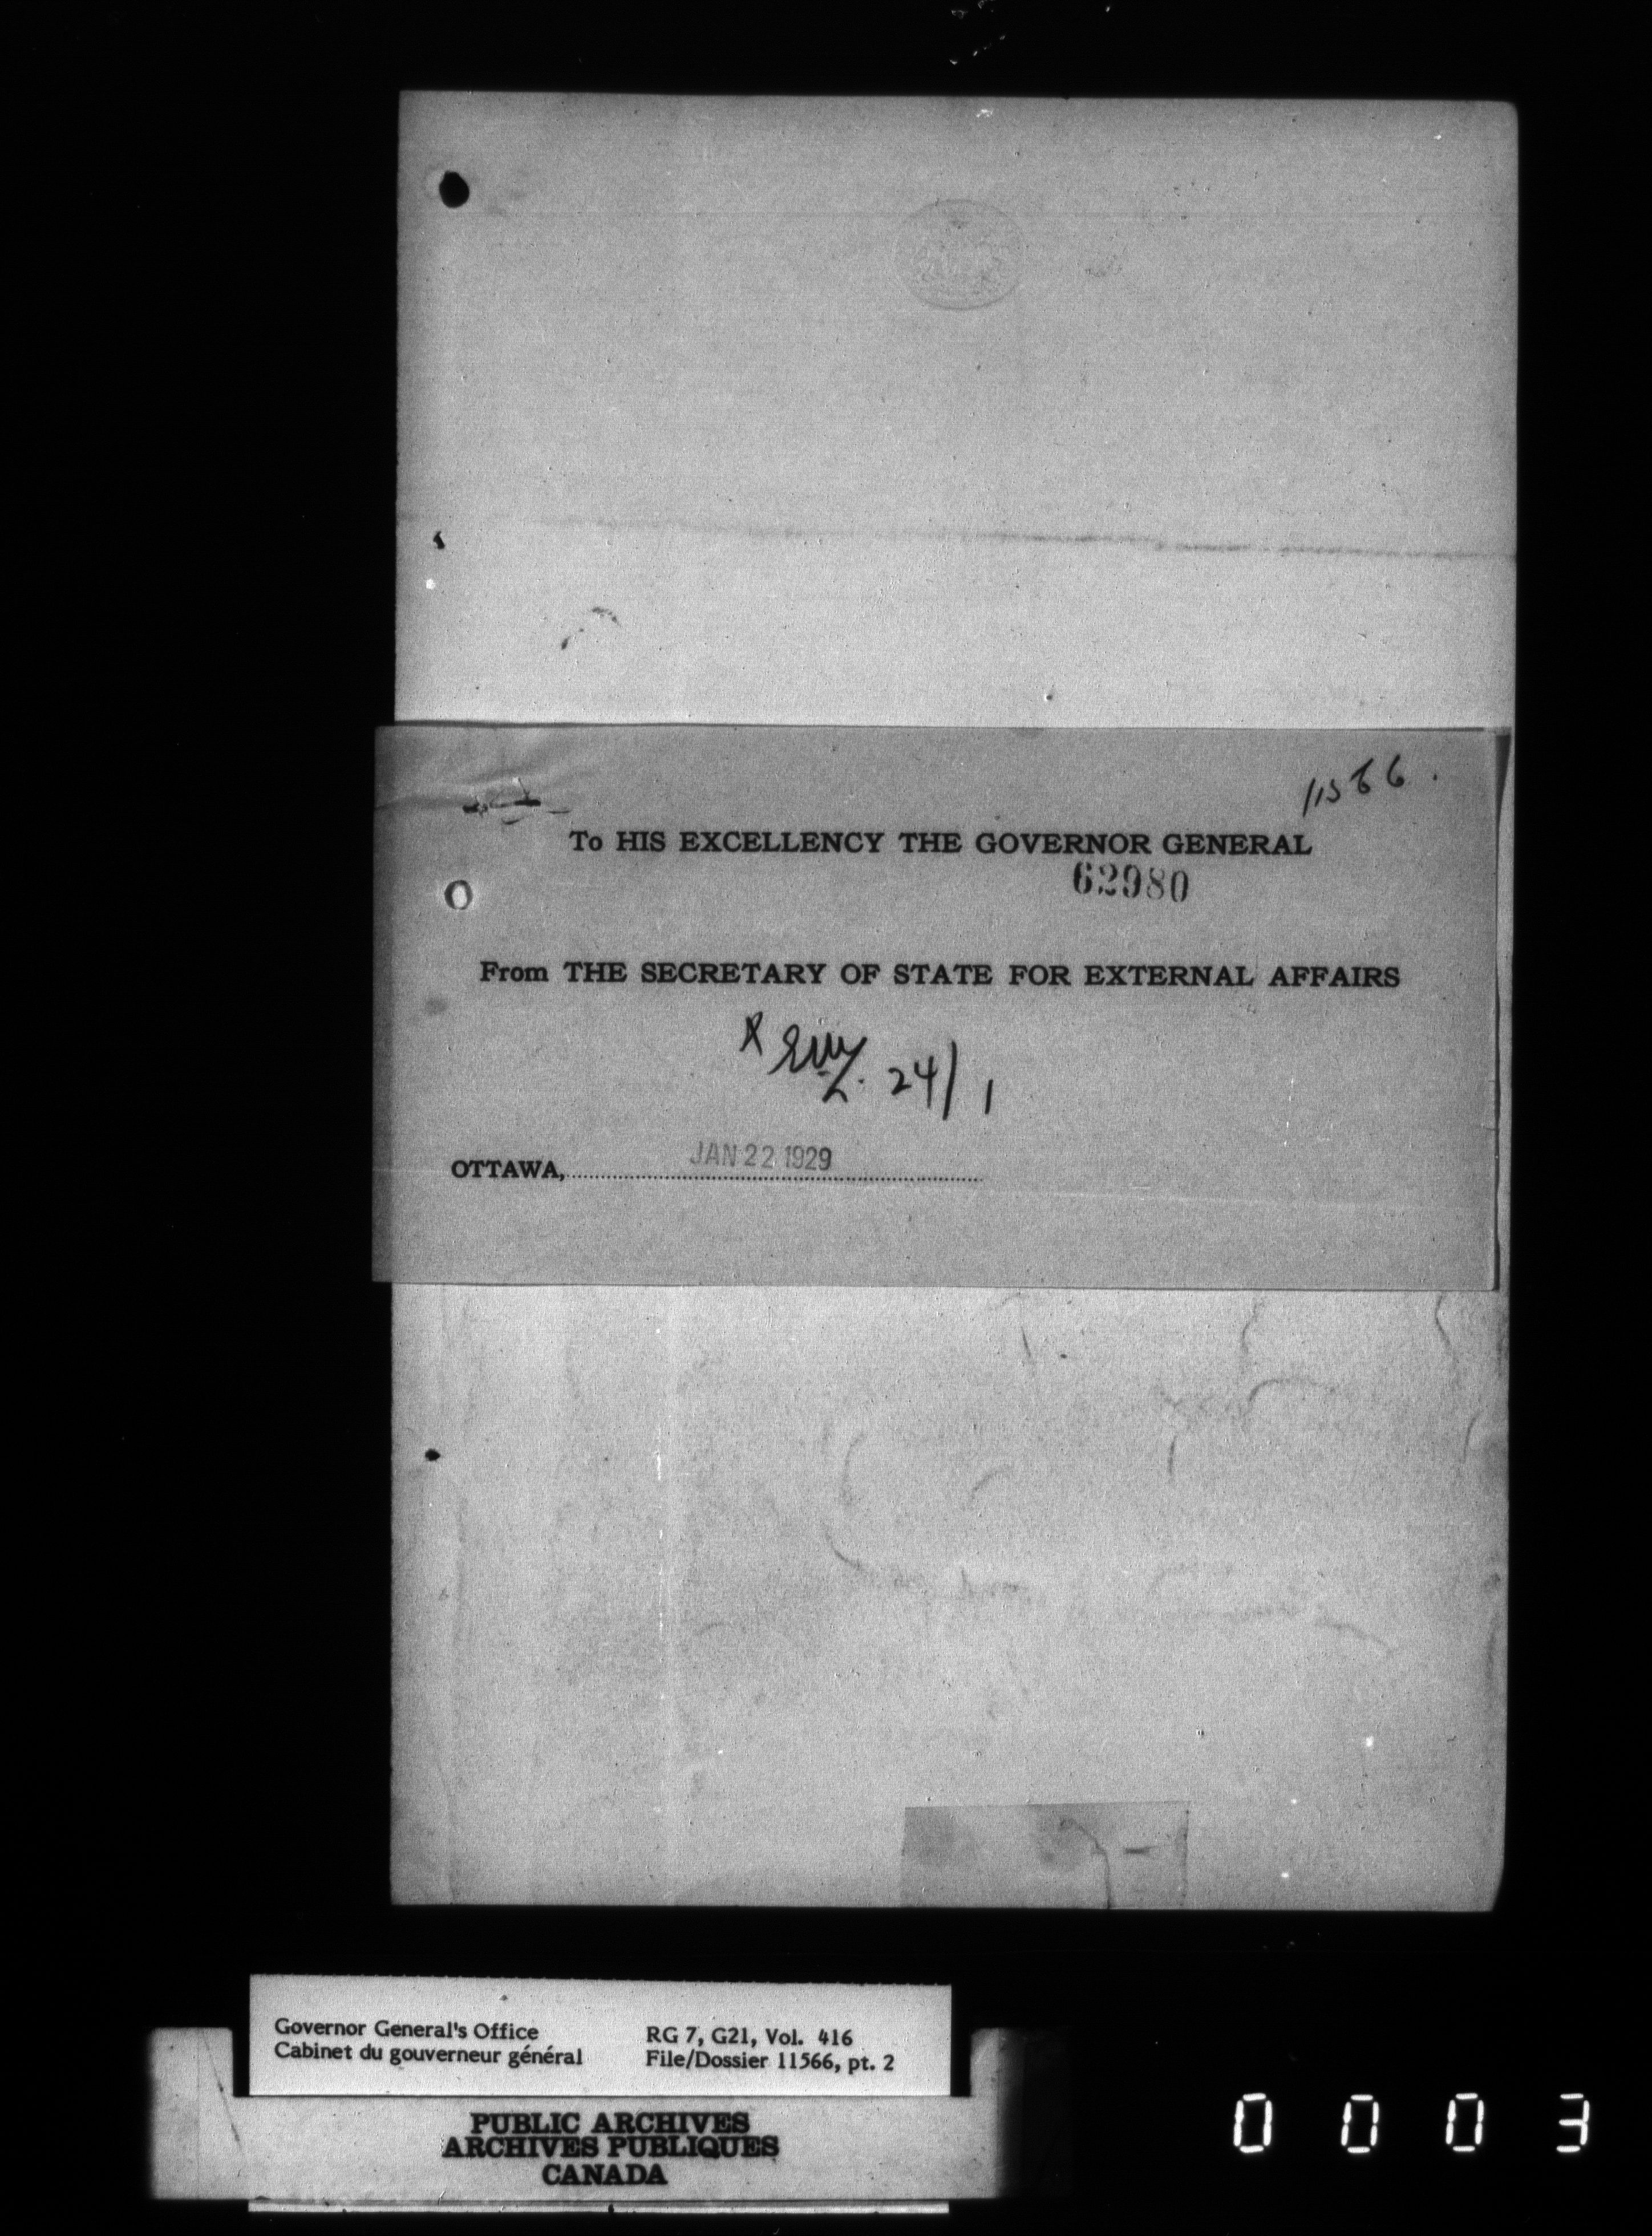 11566.
To HIS EXCELLENCY THE GOVERNOR GENERAL
62980
From THE SECRETARY OF STATE FOR EXTERNAL AFFAIRS
24/1
OTTAWA, JAN 22 1929
Governor General's Office
Cabinet du gouverneur général
RG 7, G21, Vol. 416
File/Dossier 11566, pt. 2
PUBLIC ARCHIVES
ARCHIVES PUBLIQUES
CANADA
0003